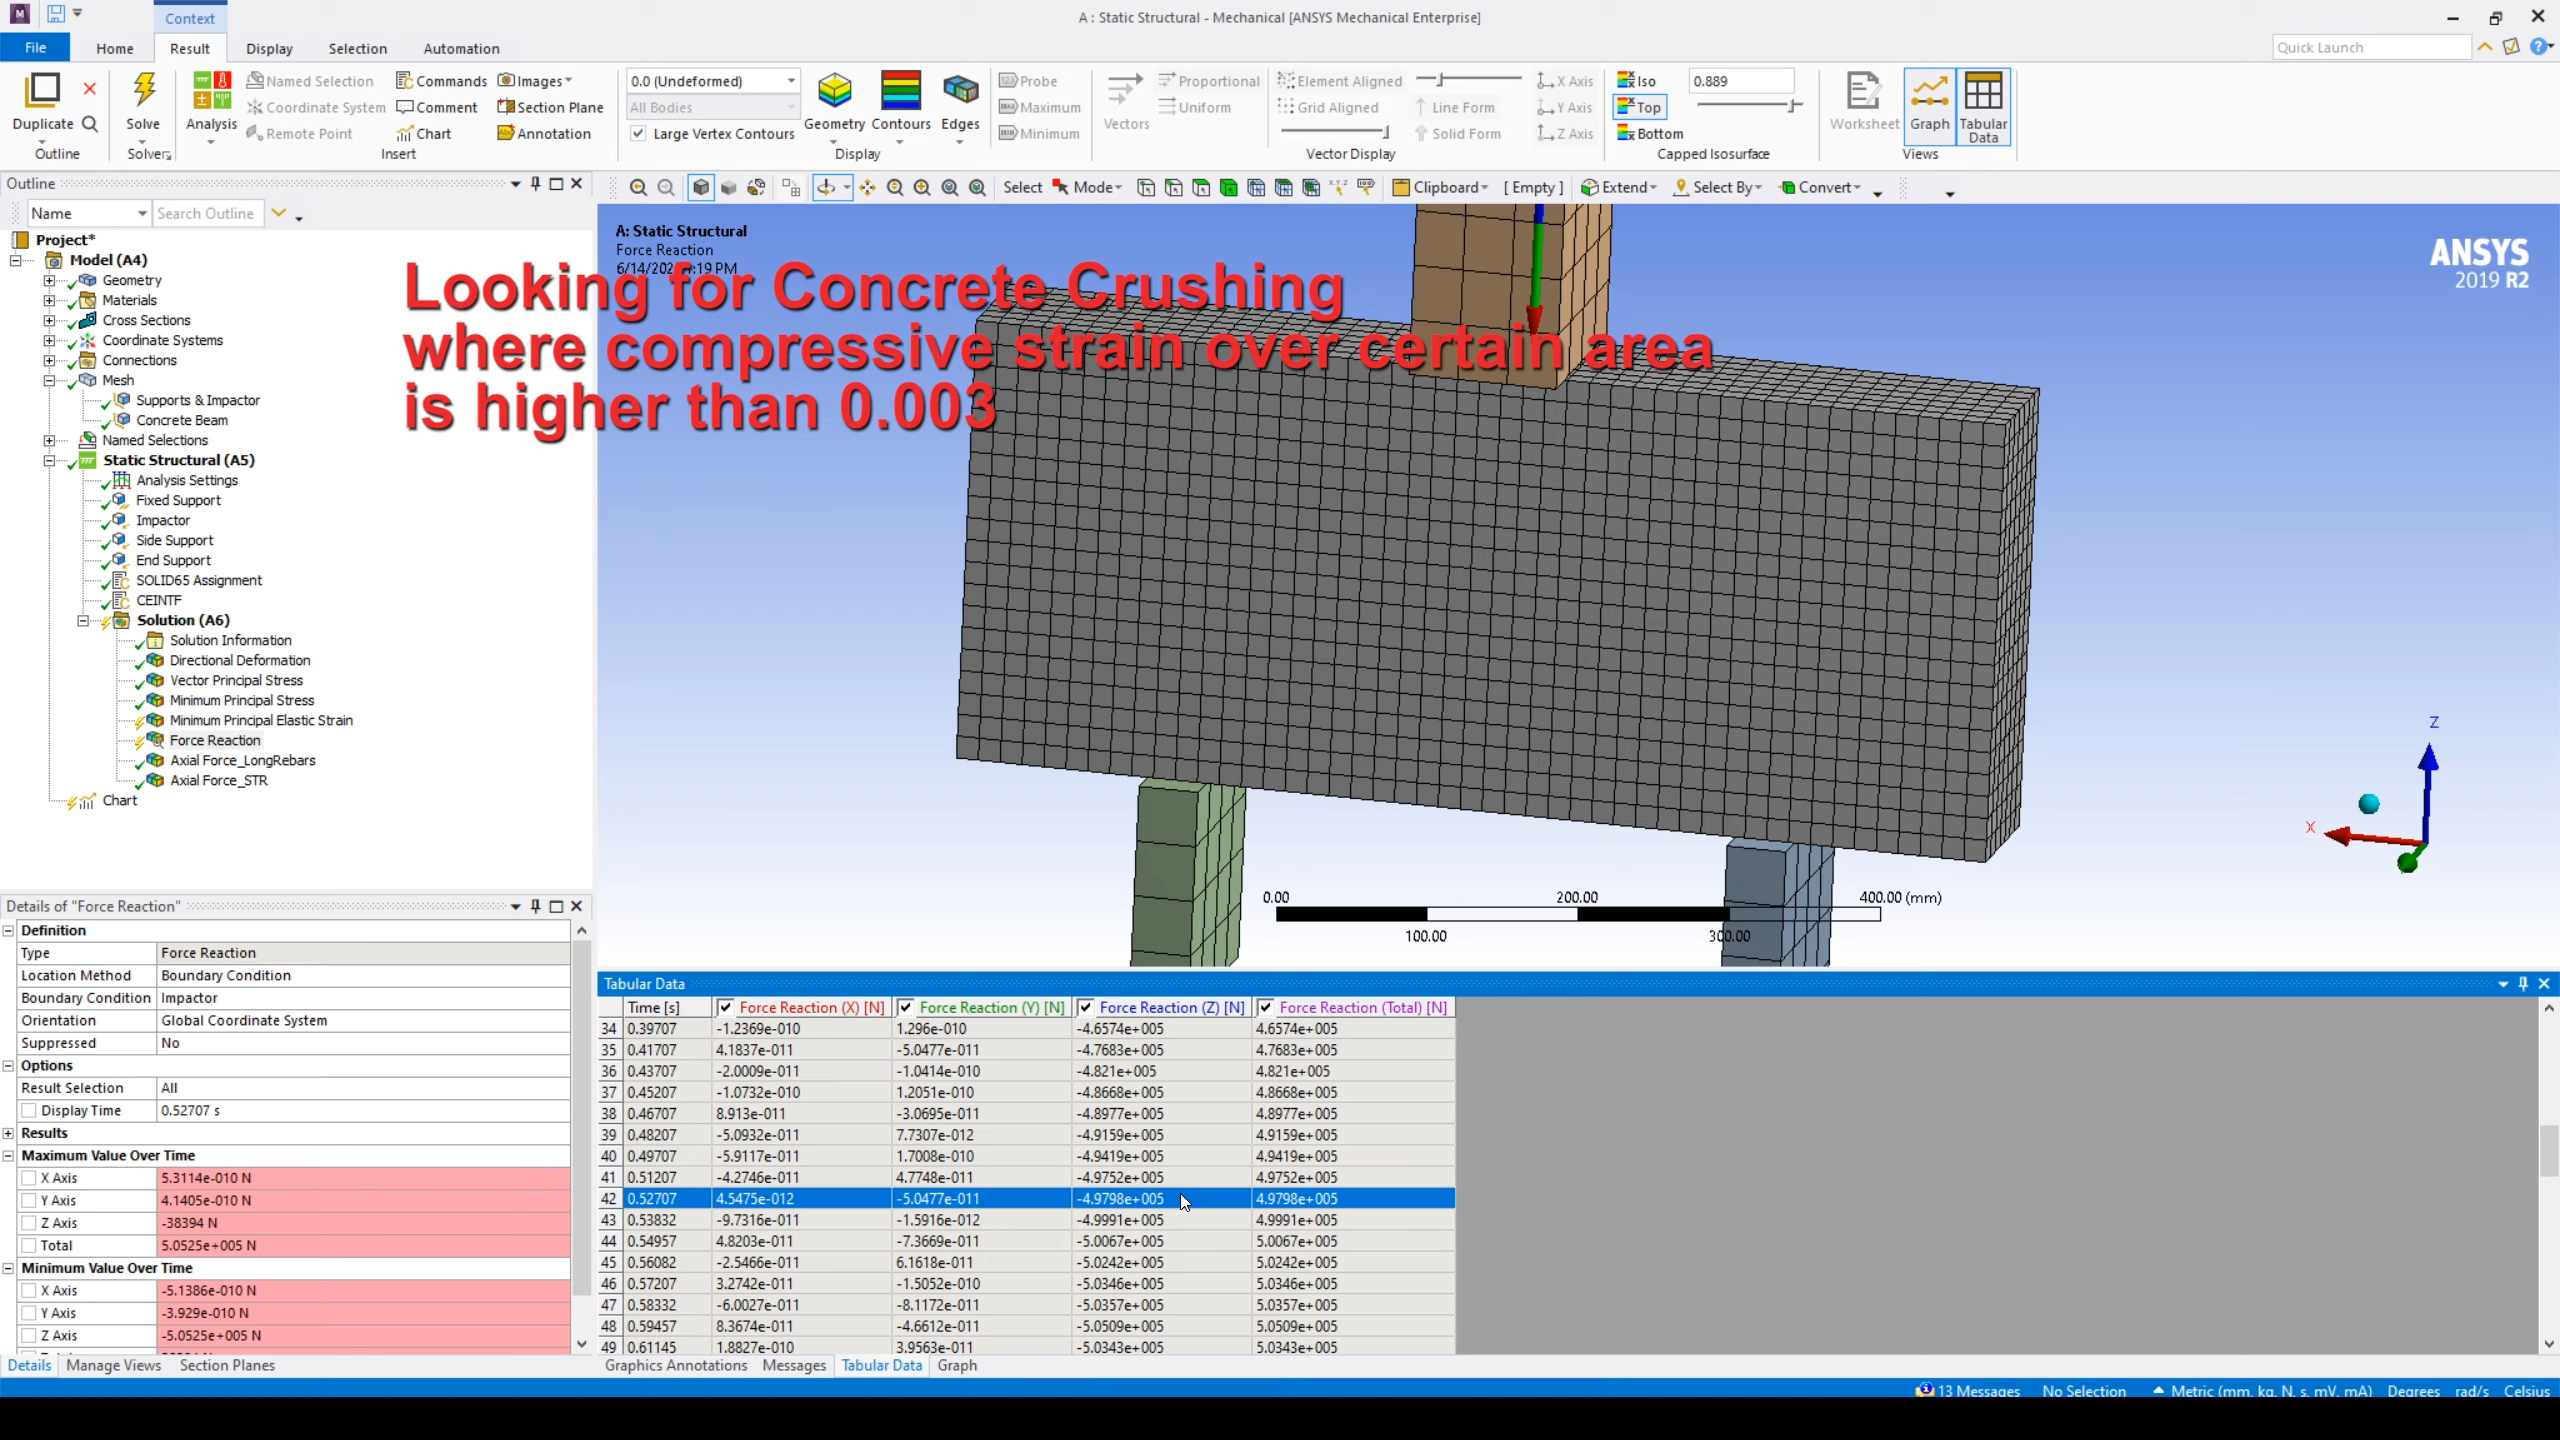 A : Static Structural - Mechanical [ANSYS Mechanical Enterprise]
Context
File Home Result Display Selection Automation
Quick Launch
Duplicate
Outline
Solve
Solver
Analysis
Named Selection
Coordinate System
Remote Point
Commands
Comment
Chart
Images
Section Plane
Annotation
Insert
0.0 (Undeformed)
All Bodies
Large Vertex Contours
Geometry Contours Edges
Display
Probe
Maximum
Minimum
Vectors
Proportional
Uniform
Element Aligned
Grid Aligned
Line Form
Solid Form
X Axis
Y Axis
Z Axis
Vector Display
Iso
Top
Bottom
0.889
Capped Isosurface
Worksheet Graph Tabular Data
Views
Outline
Name Search Outline
Select Mode Clipboard [ Empty ] Extend Select By Convert
Project*
Model (A4)
Geometry
Materials
Cross Sections
Coordinate Systems
Connections
Mesh
Supports & Impactor
Concrete Beam
Named Selections
Static Structural (A5)
Analysis Settings
Fixed Support
Impactor
Side Support
End Support
SOLID65 Assignment
CEINTF
Solution (A6)
Solution Information
Directional Deformation
Vector Principal Stress
Minimum Principal Stress
Minimum Principal Elastic Strain
Force Reaction
Axial Force_LongRebars
Axial Force_STR
Chart
A: Static Structural
Force Reaction
Looking for Concrete Crushing
where compressive strain over certain area
is higher than 0.003
ANSYS
2019 R2
Z
X
0.00 200.00 400.00 (mm)
100.00 300.00
Details of "Force Reaction"
Definition
Type Force Reaction
Location Method Boundary Condition
Boundary Condition Impactor
Orientation Global Coordinate System
Suppressed No
Options
Result Selection All
Display Time 0.52707 s
Results
Maximum Value Over Time
X Axis 5.3114e-010 N
Y Axis 4.1405e-010 N
Z Axis -38394 N
Total 5.0525e+005 N
Minimum Value Over Time
X Axis -5.1386e-010 N
Y Axis -3.929e-010 N
Z Axis -5.0525e+005 N
Details Manage Views Section Planes
Tabular Data
Time [s] Force Reaction (X) [N] Force Reaction (Y) [N] Force Reaction (Z) [N] Force Reaction (Total) [N]
34 0.39707 -1.2369e-010 1.296e-010 -4.6574e+005 4.6574e+005
35 0.41707 4.1837e-011 -5.0477e-011 -4.7683e+005 4.7683e+005
36 0.43707 -2.0009e-011 -1.0414e-010 -4.821e+005 4.821e+005
37 0.45207 -1.0732e-010 1.2051e-010 -4.8668e+005 4.8668e+005
38 0.46707 8.913e-011 -3.0695e-011 -4.8977e+005 4.8977e+005
39 0.48207 -5.0932e-011 7.7307e-012 -4.9159e+005 4.9159e+005
40 0.49707 -5.9117e-011 1.7008e-010 -4.9419e+005 4.9419e+005
41 0.51207 -4.2746e-011 4.7748e-011 -4.9752e+005 4.9752e+005
42 0.52707 4.5475e-012 -5.0477e-011 -4.9798e+005 4.9798e+005
43 0.53832 -9.7316e-011 -1.5916e-012 -4.9991e+005 4.9991e+005
44 0.54957 4.8203e-011 -7.3669e-011 -5.0067e+005 5.0067e+005
45 0.56082 -2.5466e-011 6.1618e-011 -5.0242e+005 5.0242e+005
46 0.57207 3.2742e-011 -1.5052e-010 -5.0346e+005 5.0346e+005
47 0.58332 -6.0027e-011 -8.1172e-011 -5.0357e+005 5.0357e+005
48 0.59457 8.3674e-011 -4.6612e-011 -5.0509e+005 5.0509e+005
49 0.61145 1.8827e-010 3.9563e-011 -5.0343e+005 5.0343e+005
Graphics Annotations Messages Tabular Data Graph
13 Messages No Selection Metric (mm, kg, N, s, mV, mA) Degrees rad/s Celsius